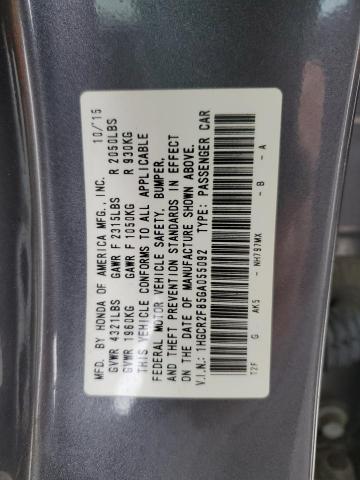 MFD. BY HONDA OF AMERICA MFG., INC. 10/'15
GVWR 4321LBS GAWR F 2315LBS R 2050LBS
GVWR 1960KG GAWR F 1050KG R 930KG
THIS VEHICLE CONFORMS TO ALL APPLICABLE
FEDERAL MOTOR VEHICLE SAFETY, BUMPER,
AND THEFT PREVENTION STANDARDS IN EFFECT
ON THE DATE OF MANUFACTURE SHOWN ABOVE.
V.I.N.: 1HGCR2F85GA055092 TYPE: PASSENGER CAR
T2F G AK5 - NH797MX - B - A